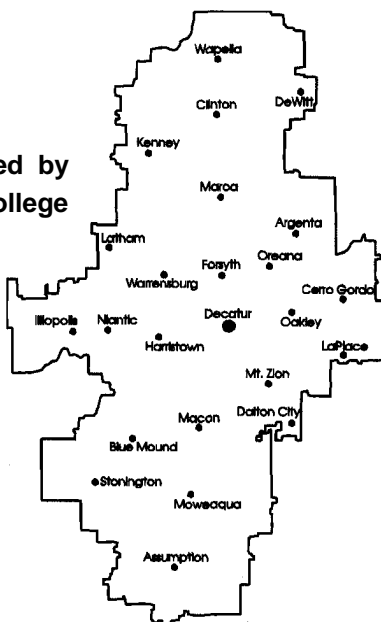 Wapella
DeWitt
Clinton
Kenney
ed by
ollege
Maroa
Argenta
Latham
Oreana
Forsyth
Warrensburg
Cerro Gordo
Decatur
Illiopolis
Niantic
Oakley
Harristown
LaPlace
Mt. Zion
Macon
Dalton City
Blue Mound
Stonington
Moweaqua
Assumption